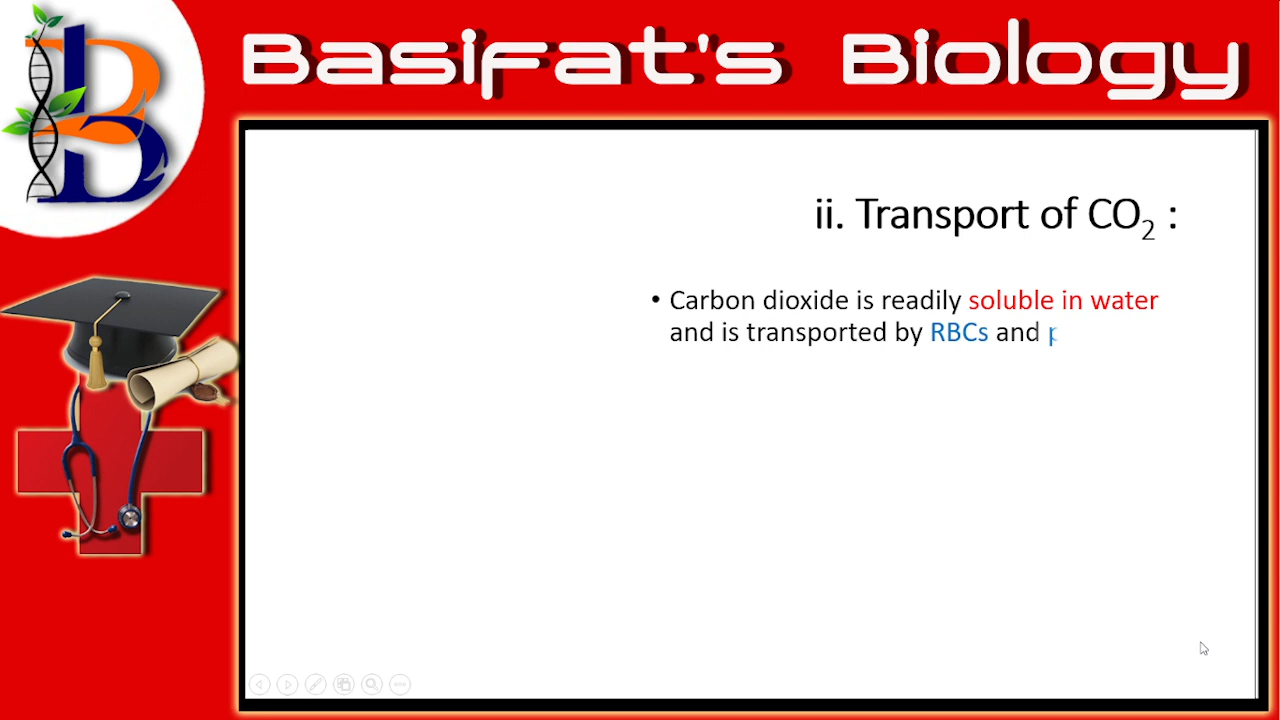 Basifat's Biology
ii. Transport of CO₂ :
• Carbon dioxide is readily soluble in water
and is transported by RBCs and